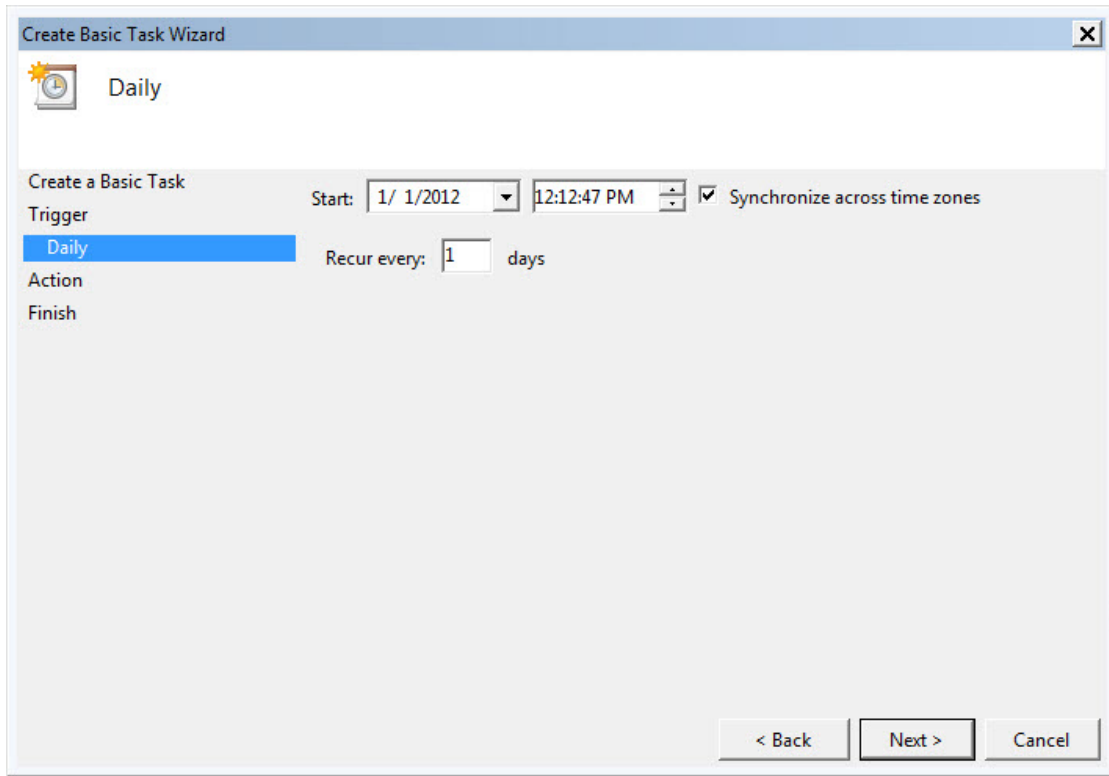 Create Basic Task Wizard
Daily
Create a Basic Task
Trigger
Daily
Action
Finish
Start: 1/ 1/2012 12:12:47 PM Synchronize across time zones
Recur every: 1 days
< Back Next > Cancel